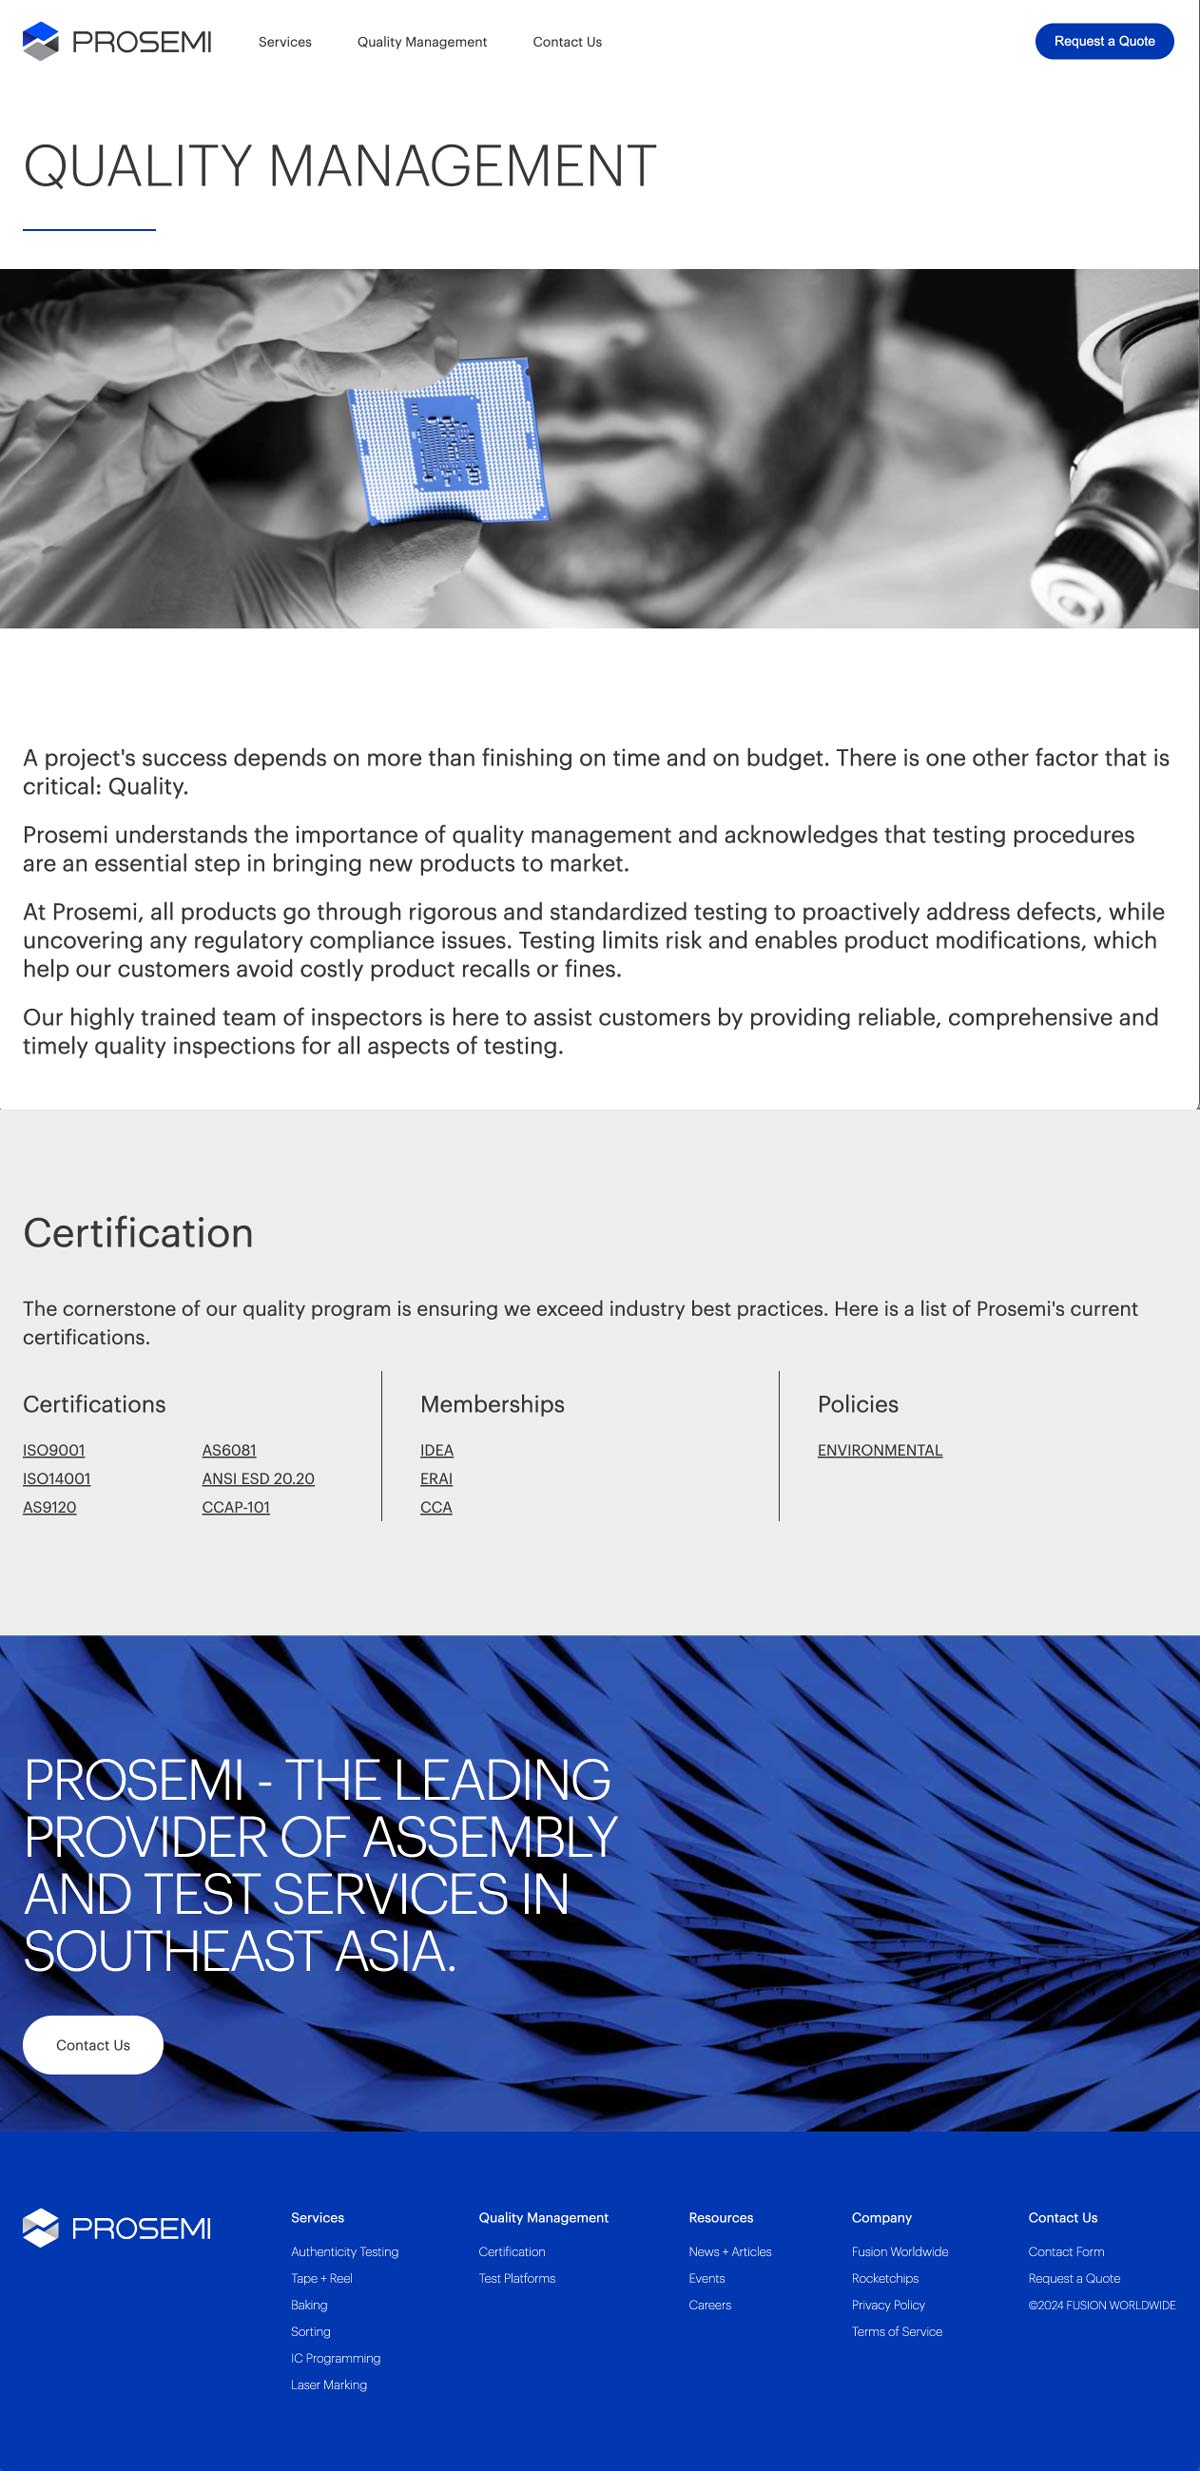 PROSEMI
Services
Quality Management
Contact Us
Request a Quote
QUALITY MANAGEMENT
A project's success depends on more than finishing on time and on budget. There is one other factor that is
critical: Quality.
Prosemi understands the importance of quality management and acknowledges that testing procedures
are an essential step in bringing new products to market.
At Prosemi, all products go through rigorous and standardized testing to proactively address defects, while
uncovering any regulatory compliance issues. Testing limits risk and enables product modifications, which
help our customers avoid costly product recalls or fines.
Our highly trained team of inspectors is here to assist customers by providing reliable, comprehensive and
timely quality inspections for all aspects of testing.
Certification
The cornerstone of our quality program is ensuring we exceed industry best practices. Here is a list of Prosemi's current
certifications.
Certifications
ISO9001
ISO14001
AS9120
AS6081
ANSI ESD 20.20
CCAP-101
Memberships
IDEA
ERAI
CCA
Policies
ENVIRONMENTAL
PROSEMI - THE LEADING
PROVIDER OF ASSEMBLY
AND TEST SERVICES IN
SOUTHEAST ASIA.
Contact Us
PROSEMI
Services
Authenticity Testing
Tape + Reel
Baking
Sorting
IC Programming
Laser Marking
Quality Management
Certification
Test Platforms
Resources
News + Articles
Events
Careers
Company
Fusion Worldwide
Rocketchips
Privacy Policy
Terms of Service
Contact Us
Contact Form
Request a Quote
©2024 FUSION WORLDWIDE